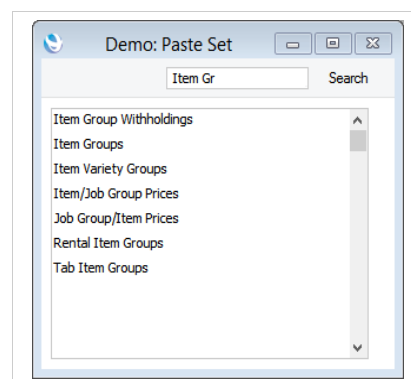 Demo: Paste Set
Item Gr Search
Item Group Withholdings
Item Groups
Item Variety Groups
Item/Job Group Prices
Job Group/Item Prices
Rental Item Groups
Tab Item Groups